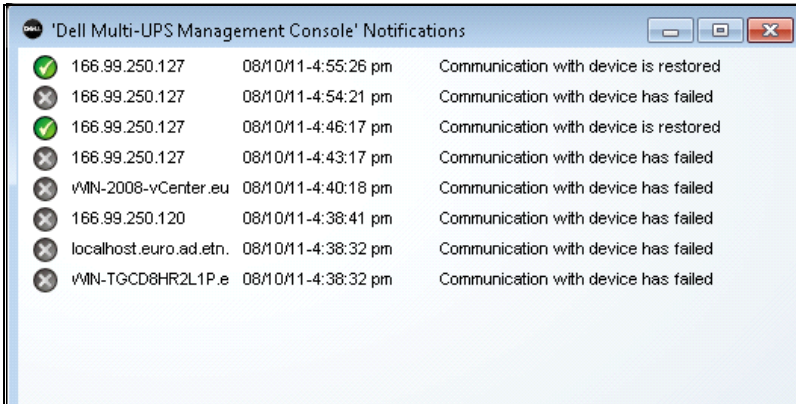 DELL 'Dell Multi-UPS Management Console' Notifications
166.99.250.127 08/10/11-4:55:26 pm Communication with device is restored
166.99.250.127 08/10/11-4:54:21 pm Communication with device has failed
166.99.250.127 08/10/11-4:46:17 pm Communication with device is restored
166.99.250.127 08/10/11-4:43:17 pm Communication with device has failed
WIN-2008-vCenter.eu 08/10/11-4:40:18 pm Communication with device has failed
166.99.250.120 08/10/11-4:38:41 pm Communication with device has failed
localhost.euro.ad.etn. 08/10/11-4:38:32 pm Communication with device has failed
WIN-TGCD8HR2L1P.e 08/10/11-4:38:32 pm Communication with device has failed